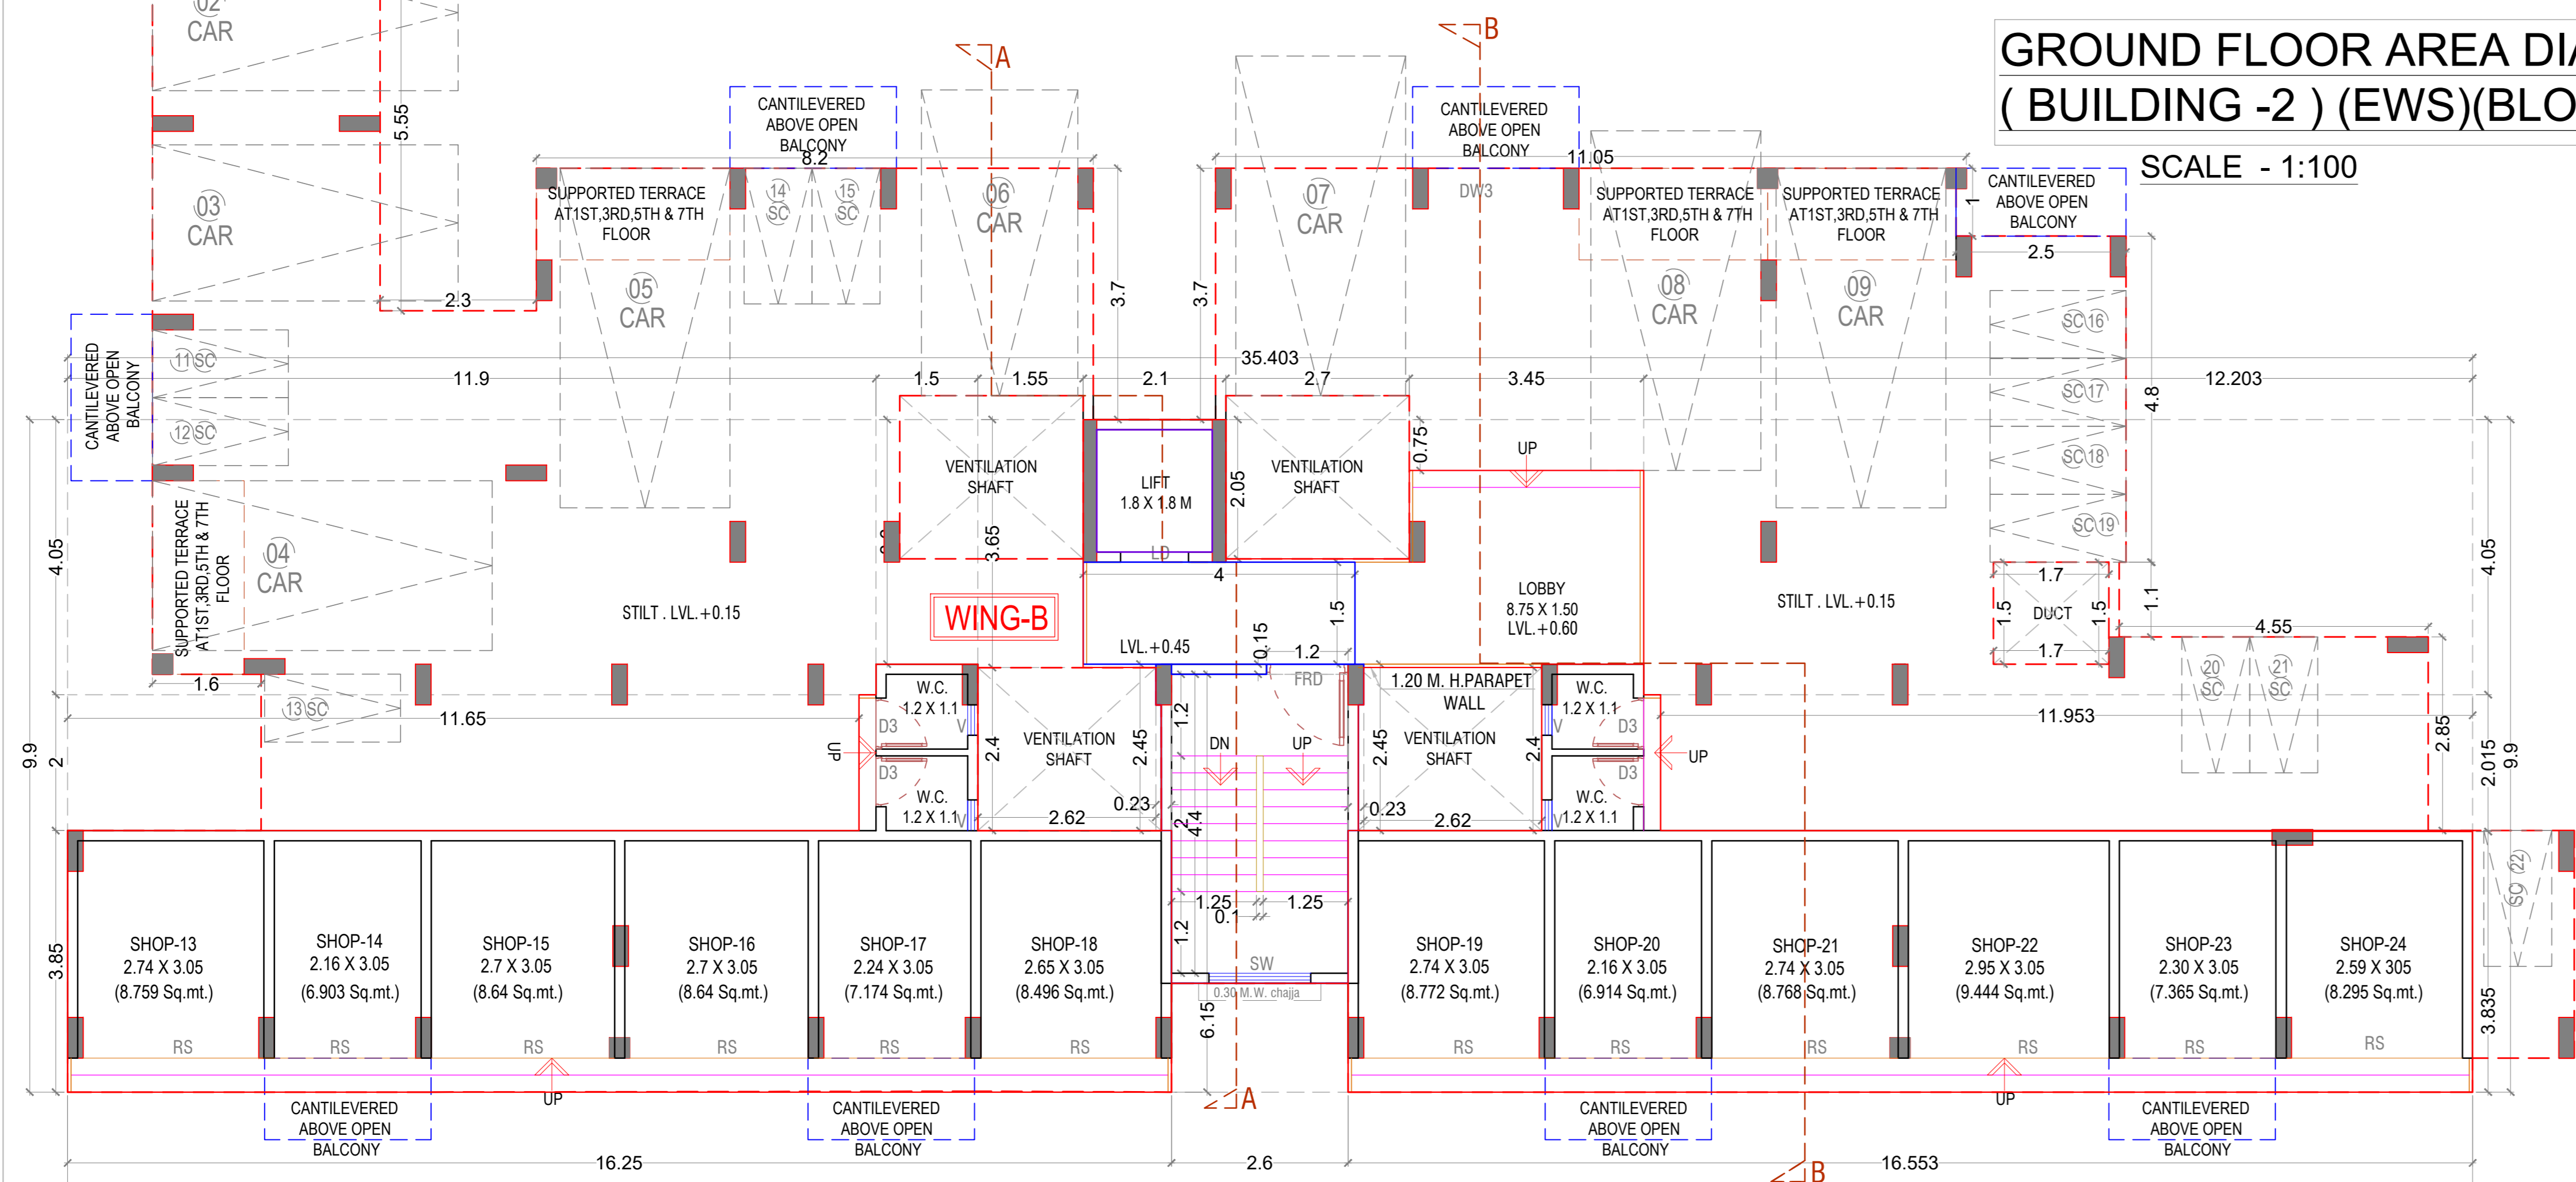 02
CAR
A
B
GROUND FLOOR AREA DIA
( BUILDING -2 ) (EWS)(BLO
SCALE - 1:100
5.55
CANTILEVERED
ABOVE OPEN
BALCONY
8.2
CANTILEVERED
ABOVE OPEN
BALCONY
11.05
03
CAR
SUPPORTED TERRACE
AT1ST,3RD,5TH & 7TH
FLOOR
14
SC
15
SC
06
CAR
07
CAR
DW3
SUPPORTED TERRACE
AT1ST,3RD,5TH & 7TH
FLOOR
SUPPORTED TERRACE
AT1ST,3RD,5TH & 7TH
FLOOR
1
CANTILEVERED
ABOVE OPEN
BALCONY
2.5
2.3
05
CAR
3.7
3.7
08
CAR
09
CAR
SC 16
CANTILEVERED
ABOVE OPEN
BALCONY
11 SC
12 SC
35.403
11.9
1.5
1.55
2.1
2.7
3.45
12.203
SC 17
4.8
SC 18
SC 19
VENTILATION
SHAFT
LIFT
1.8 X 1.8 M
LD
2.05
VENTILATION
SHAFT
0.75
UP
3.65
4.05
SUPPORTED TERRACE
AT1ST,3RD,5TH & 7TH
FLOOR
04
CAR
STILT . LVL.+0.15
WING-B
4
LVL.+0.45
0.15
1.5
1.2
LOBBY
8.75 X 1.50
LVL.+0.60
STILT . LVL.+0.15
1.7
1.5
DUCT
1.5
1.7
1.1
4.55
4.05
1.6
13 SC
11.65
W.C.
1.2 X 1.1
D3
V
FRD
1.20 M. H.PARAPET
WALL
W.C.
1.2 X 1.1
D3
V
11.953
20
SC
21
SC
2.85
2.015
9.9
9.9
2
UP
D3
W.C.
1.2 X 1.1
V
2.4
VENTILATION
SHAFT
2.45
0.23
2.62
1.2
DN
UP
2
4.4
2.45
VENTILATION
SHAFT
2.4
0.23
2.62
D3
W.C.
1.2 X 1.1
V
UP
3.85
SHOP-13
2.74 X 3.05
(8.759 Sq.mt.)
RS
SHOP-14
2.16 X 3.05
(6.903 Sq.mt.)
RS
SHOP-15
2.7 X 3.05
(8.64 Sq.mt.)
RS
SHOP-16
2.7 X 3.05
(8.64 Sq.mt.)
RS
SHOP-17
2.24 X 3.05
(7.174 Sq.mt.)
RS
SHOP-18
2.65 X 3.05
(8.496 Sq.mt.)
RS
1.25
0.1
1.25
1.2
SW
0.30 M.W. chajja
6.15
SHOP-19
2.74 X 3.05
(8.772 Sq.mt.)
RS
SHOP-20
2.16 X 3.05
(6.914 Sq.mt.)
RS
SHOP-21
2.74 X 3.05
(8.768 Sq.mt.)
RS
SHOP-22
2.95 X 3.05
(9.444 Sq.mt.)
RS
SHOP-23
2.30 X 3.05
(7.365 Sq.mt.)
RS
SHOP-24
2.59 X 305
(8.295 Sq.mt.)
RS
SC 22
3.835
UP
UP
A
CANTILEVERED
ABOVE OPEN
BALCONY
CANTILEVERED
ABOVE OPEN
BALCONY
CANTILEVERED
ABOVE OPEN
BALCONY
CANTILEVERED
ABOVE OPEN
BALCONY
16.25
2.6
16.553
B